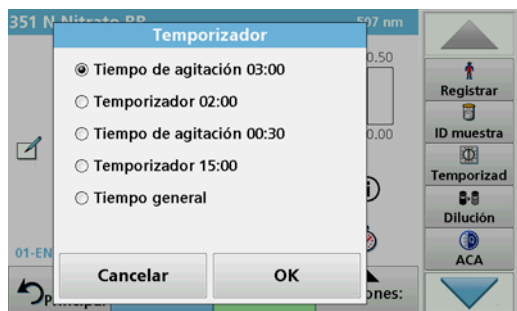 351 N Nitrato RB
507 nm
Temporizador
Tiempo de agitación 03:00
Temporizador 02:00
Tiempo de agitación 00:30
Temporizador 15:00
Tiempo general
Cancelar
OK
0.50
0.00
01-EN
ones:
Registrar
ID muestra
Temporizad
Dilución
ACA